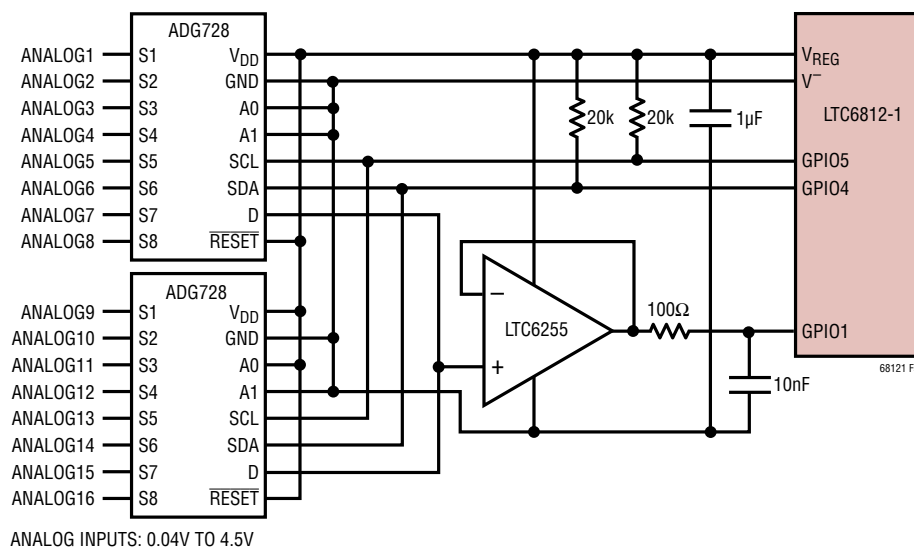 ADG728
ANALOG1 S1 VDD
ANALOG2 S2 GND
ANALOG3 S3 A0
ANALOG4 S4 A1
ANALOG5 S5 SCL
ANALOG6 S6 SDA
ANALOG7 S7 D
ANALOG8 S8 RESET
20k
20k
1µF
VREG
V–
LTC6812-1
GPIO5
GPIO4
GPIO1
ADG728
ANALOG9 S1 VDD
ANALOG10 S2 GND
ANALOG11 S3 A0
ANALOG12 S4 A1
ANALOG13 S5 SCL
ANALOG14 S6 SDA
ANALOG15 S7 D
ANALOG16 S8 RESET
–
LTC6255
+
100Ω
10nF
68121 F
ANALOG INPUTS: 0.04V TO 4.5V